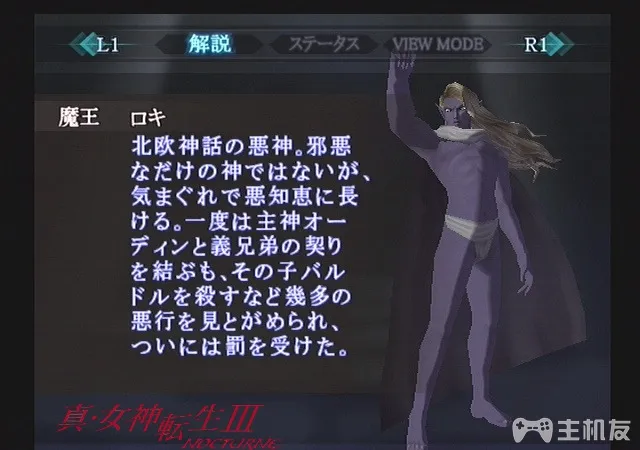 L1 解説 ステータス VIEW MODE R1
魔王 ロキ
北欧神話の悪神。邪悪
なだけの神ではないが、
気まぐれで悪知恵に長
ける。一度は主神オー
ディンと義兄弟の契り
を結ぶも、その子バル
ドルを殺すなど幾多の
悪行を見とがめられ、
ついには罰を受けた。
真・女神転生III
NOCTURNE
主机友